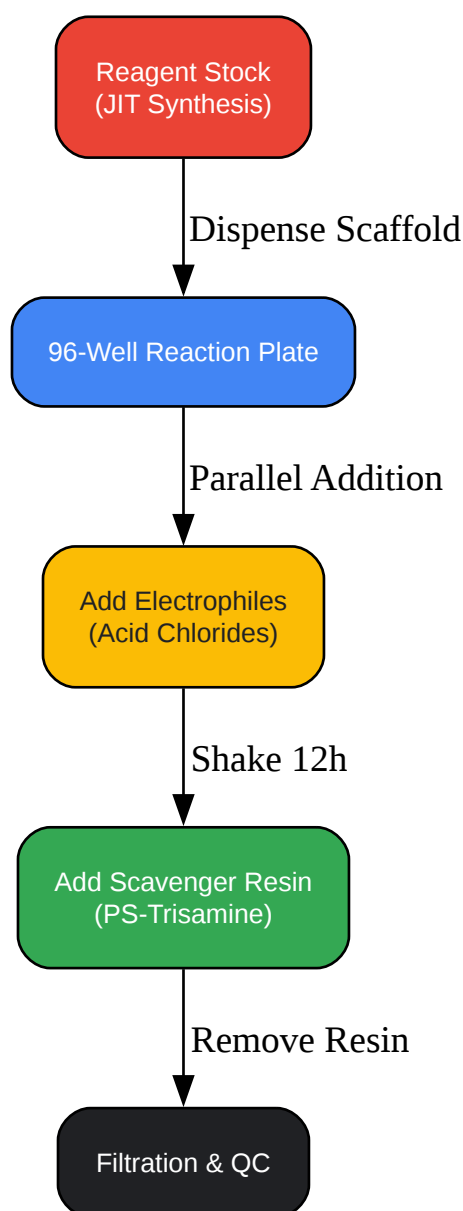 Reagent Stock
(JIT Synthesis)
Dispense Scaffold
96-Well Reaction Plate
Parallel Addition
Add Electrophiles
(Acid Chlorides)
Shake 12h
Add Scavenger Resin
(PS-Trisamine)
Remove Resin
Filtration & QC